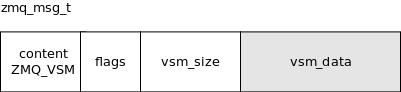 zmq_msg_t
content
ZMQ_VSM
flags
vsm_size
vsm_data